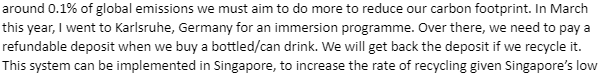 around 0.1% of global emissions we must aim to do more to reduce our carbon footprint. In March
this year, I went to Karlsruhe, Germany for an immersion programme. Over there, we need to pay a
refundable deposit when we buy a bottled/can drink. We will get back the deposit if we recycle it.
This system can be implemented in Singapore, to increase the rate of recycling given Singapore's low